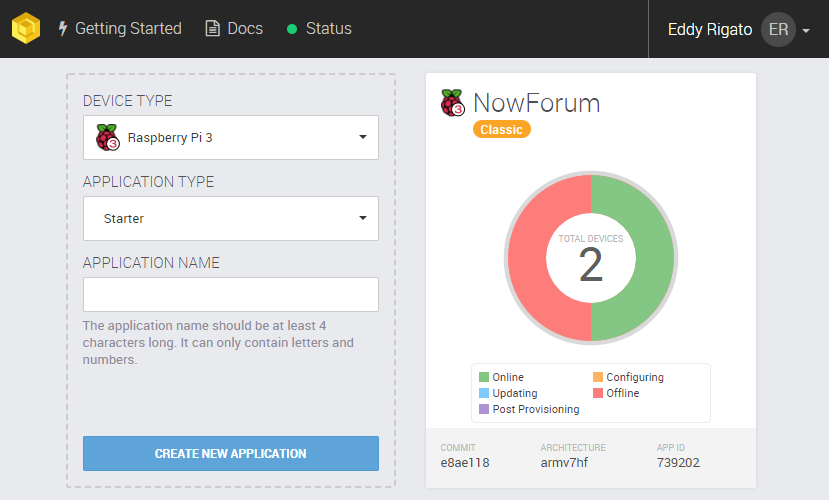 Getting Started
Docs
Status
Eddy Rigato
ER
DEVICE TYPE
3
Raspberry Pi 3
APPLICATION TYPE
Starter
APPLICATION NAME
The application name should be at least 4
characters long. It can only contain letters and
numbers.
CREATE NEW APPLICATION
3
NowForum
Classic
TOTAL DEVICES
2
Online
Configuring
Updating
Offline
Post Provisioning
COMMIT
ARCHITECTURE
APP ID
e8ae118
armv7hf
739202